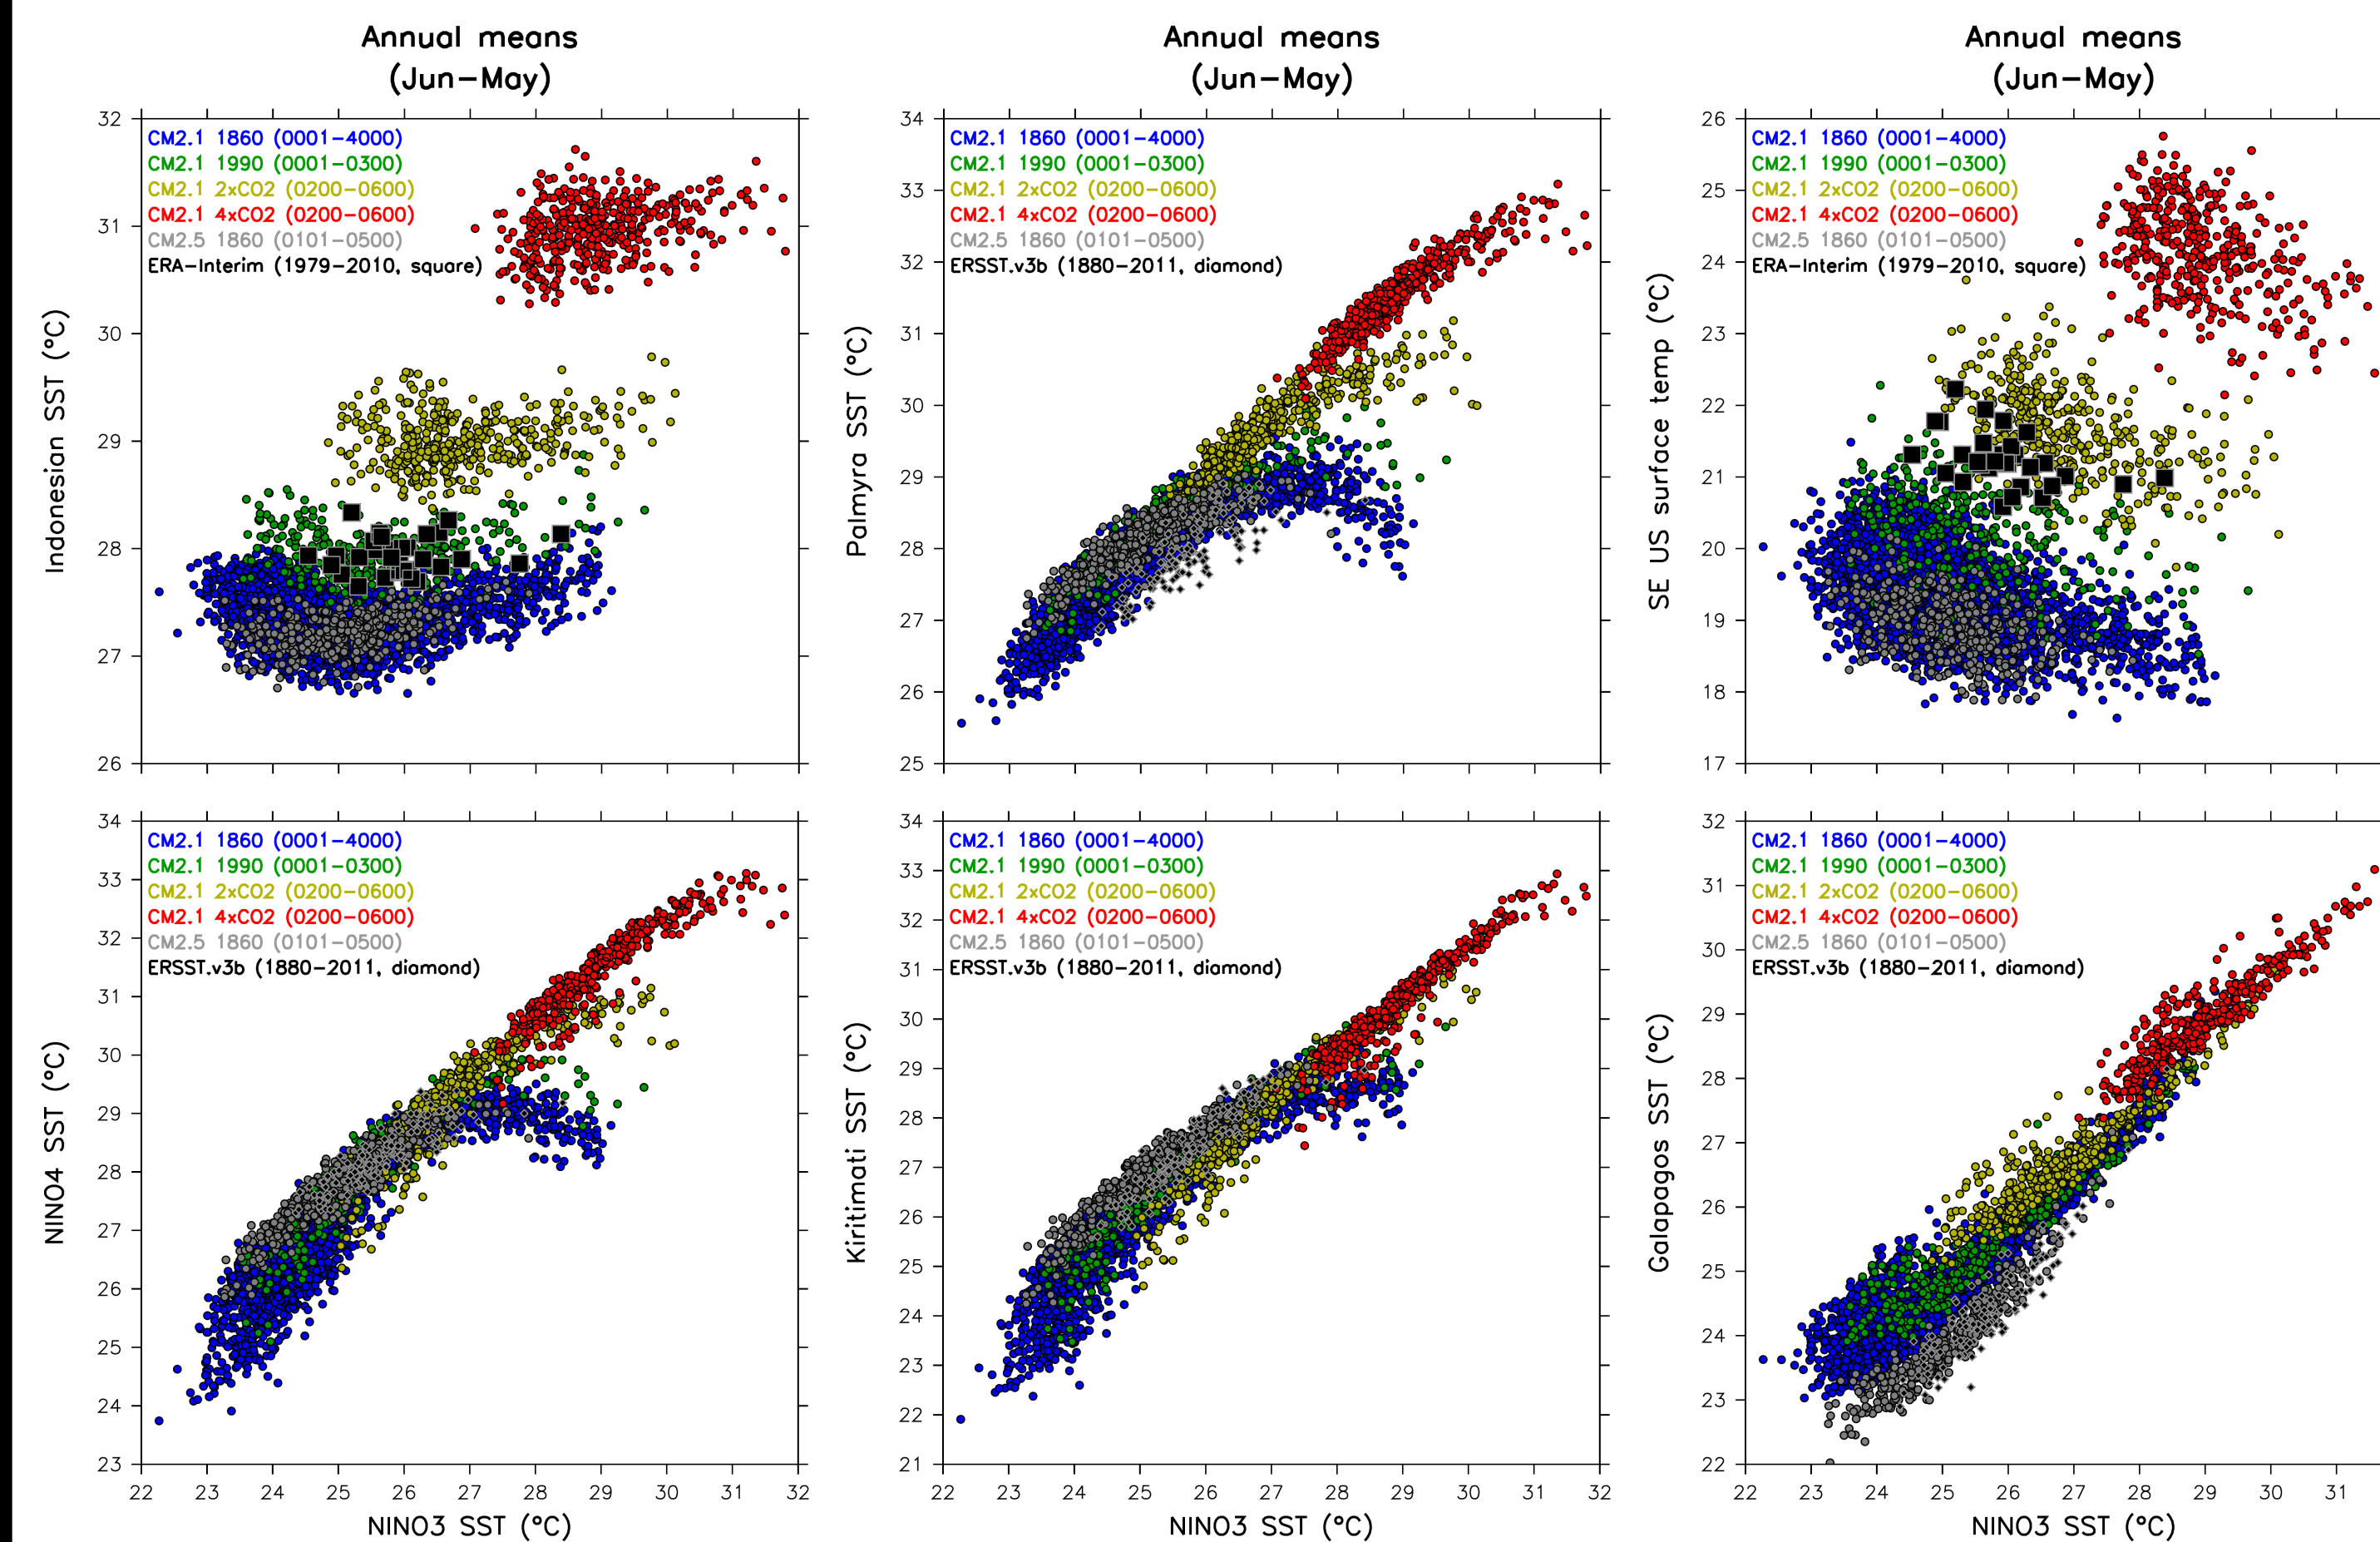 Annual means
(Jun-May)
Annual means
(Jun-May)
Annual means
(Jun-May)
Indonesian SST (°C)
32
31
30
29
28
27
26
CM2.1 1860 (0001-4000)
CM2.1 1990 (0001-0300)
CM2.1 2xCO2 (0200-0600)
CM2.1 4xCO2 (0200-0600)
CM2.5 1860 (0101-0500)
ERA-Interim (1979-2010, square)
Palmyra SST (°C)
34
33
32
31
30
29
28
27
26
25
CM2.1 1860 (0001-4000)
CM2.1 1990 (0001-0300)
CM2.1 2xCO2 (0200-0600)
CM2.1 4xCO2 (0200-0600)
CM2.5 1860 (0101-0500)
ERSST.v3b (1880-2011, diamond)
SE US surface temp (°C)
26
25
24
23
22
21
20
19
18
17
CM2.1 1860 (0001-4000)
CM2.1 1990 (0001-0300)
CM2.1 2xCO2 (0200-0600)
CM2.1 4xCO2 (0200-0600)
CM2.5 1860 (0101-0500)
ERA-Interim (1979-2010, square)
NINO4 SST (°C)
34
33
32
31
30
29
28
27
26
25
24
23
CM2.1 1860 (0001-4000)
CM2.1 1990 (0001-0300)
CM2.1 2xCO2 (0200-0600)
CM2.1 4xCO2 (0200-0600)
CM2.5 1860 (0101-0500)
ERSST.v3b (1880-2011, diamond)
22 23 24 25 26 27 28 29 30 31 32
NINO3 SST (°C)
Kiritimati SST (°C)
34
33
32
31
30
29
28
27
26
25
24
23
22
21
CM2.1 1860 (0001-4000)
CM2.1 1990 (0001-0300)
CM2.1 2xCO2 (0200-0600)
CM2.1 4xCO2 (0200-0600)
CM2.5 1860 (0101-0500)
ERSST.v3b (1880-2011, diamond)
22 23 24 25 26 27 28 29 30 31 32
NINO3 SST (°C)
Galapagos SST (°C)
32
31
30
29
28
27
26
25
24
23
22
CM2.1 1860 (0001-4000)
CM2.1 1990 (0001-0300)
CM2.1 2xCO2 (0200-0600)
CM2.1 4xCO2 (0200-0600)
CM2.5 1860 (0101-0500)
ERSST.v3b (1880-2011, diamond)
22 23 24 25 26 27 28 29 30 31
NINO3 SST (°C)